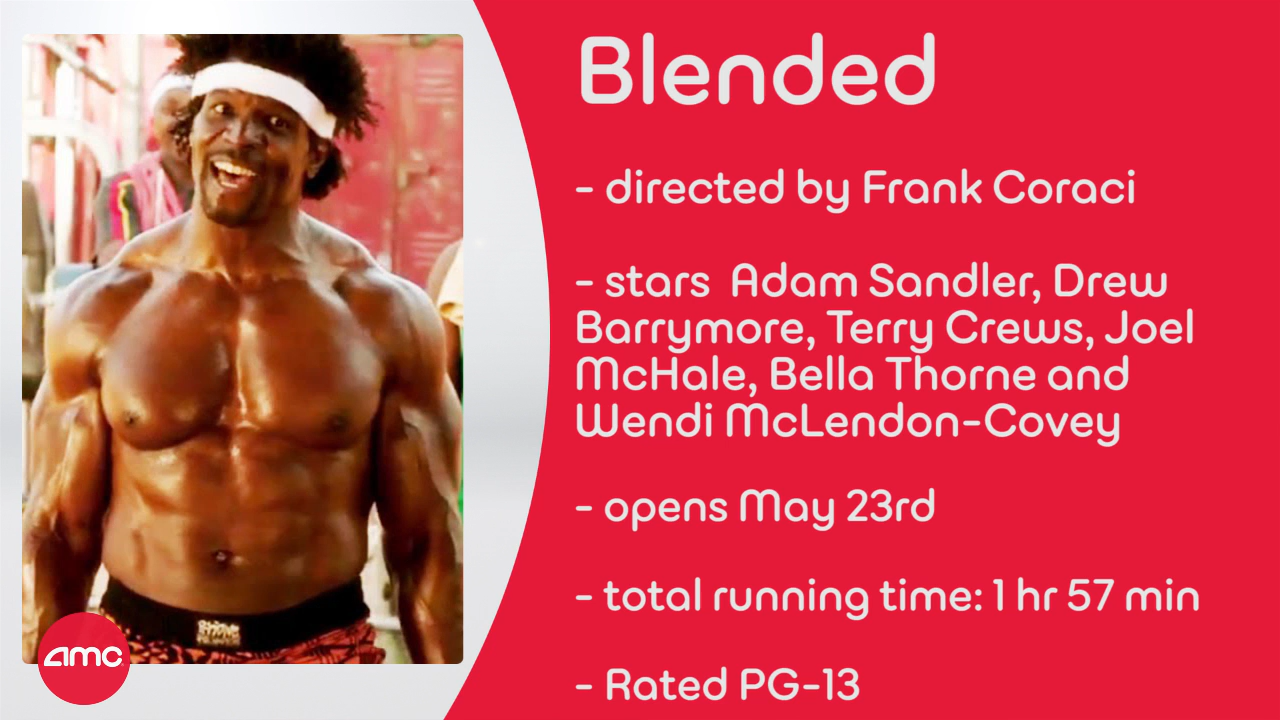 Blended
- directed by Frank Coraci
- stars Adam Sandler, Drew
Barrymore, Terry Crews, Joel
McHale, Bella Thorne and
Wendi McLendon-Covey
- opens May 23rd
- total running time: 1 hr 57 min
- Rated PG-13
amc